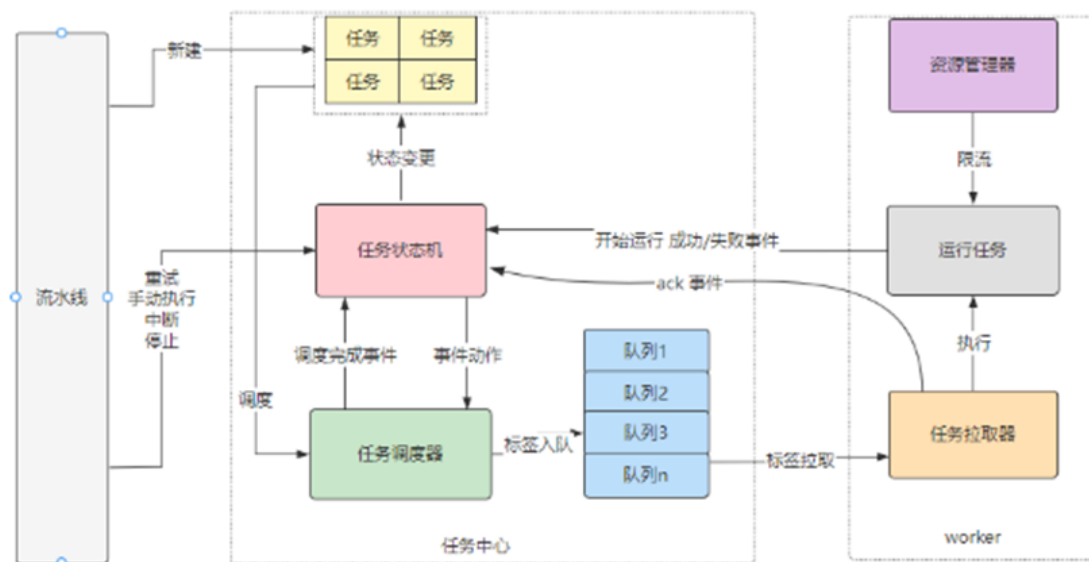 流水线
新建
任务
任务
任务
任务
状态变更
任务状态机
重试
手动执行
中断
停止
调度完成事件
事件动作
调度
任务调度器
标签入队
队列1
队列2
队列3
队列n
任务中心
开始运行 成功/失败事件
ack 事件
标签拉取
资源管理器
限流
运行任务
执行
任务拉取器
worker